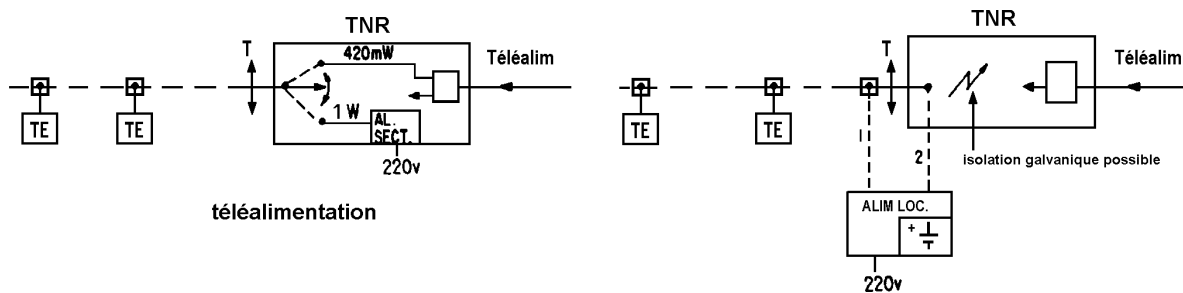 TNR
T
420mW
Téléalim
1 W
AL.
SECT.
TE
TE
220v
téléalimentation
TNR
T
Téléalim
TE
TE
1
2
isolation galvanique possible
ALIM LOC.
+
220v